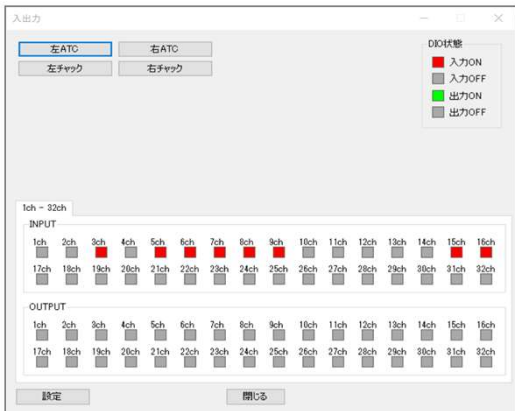 入出力
左ATC 右ATC
左チャック 右チャック
DIO状態
入力ON
入力OFF
出力ON
出力OFF
1ch - 32ch
INPUT
1ch 2ch 3ch 4ch 5ch 6ch 7ch 8ch 9ch 10ch 11ch 12ch 13ch 14ch 15ch 16ch
17ch 18ch 19ch 20ch 21ch 22ch 23ch 24ch 25ch 26ch 27ch 28ch 29ch 30ch 31ch 32ch
OUTPUT
1ch 2ch 3ch 4ch 5ch 6ch 7ch 8ch 9ch 10ch 11ch 12ch 13ch 14ch 15ch 16ch
17ch 18ch 19ch 20ch 21ch 22ch 23ch 24ch 25ch 26ch 27ch 28ch 29ch 30ch 31ch 32ch
設定 閉じる